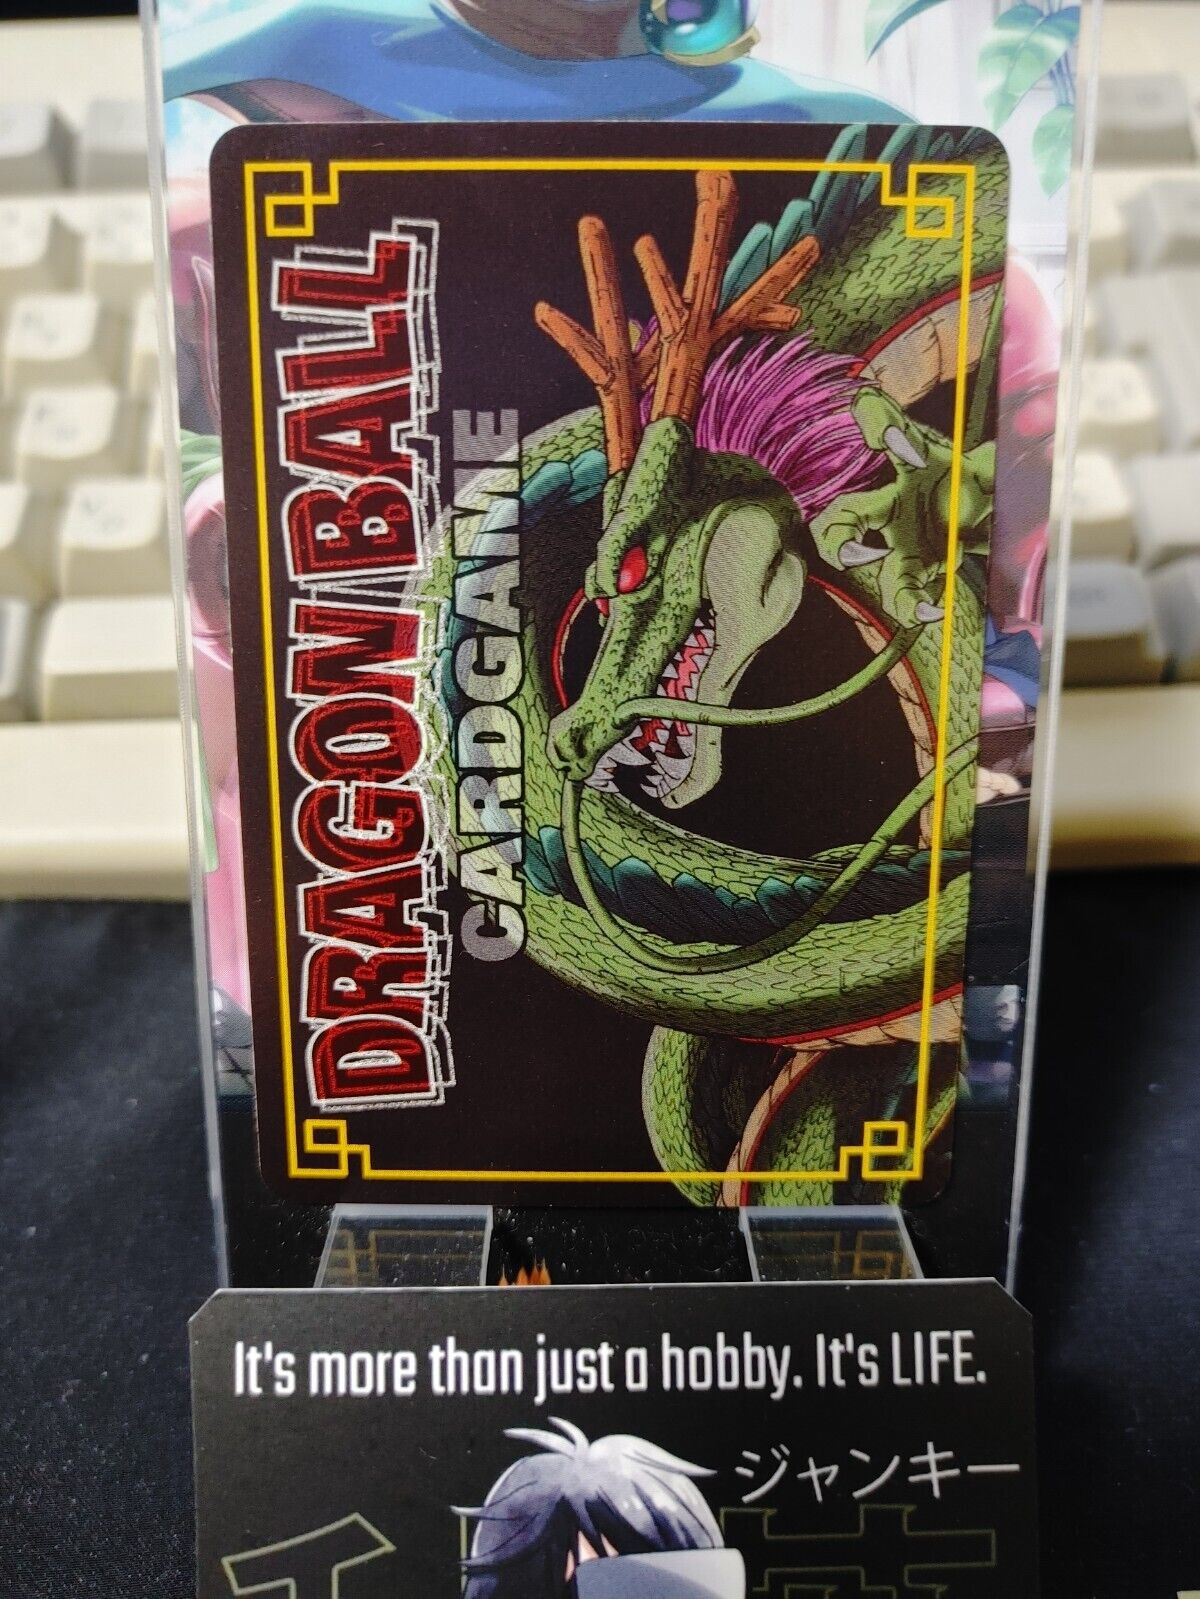 DRAGON BALL
CARDGAME
It's more than just a hobby. It's LIFE.
ジャンキー